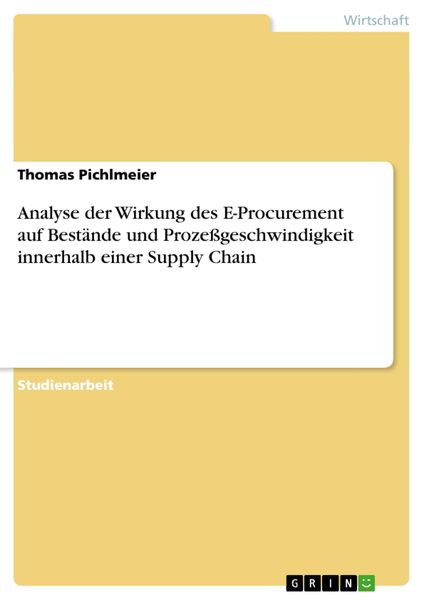 Wirtschaft
Thomas Pichlmeier
Analyse der Wirkung des E-Procurement
auf Bestände und Prozeßgeschwindigkeit
innerhalb einer Supply Chain
Studienarbeit
GRIN